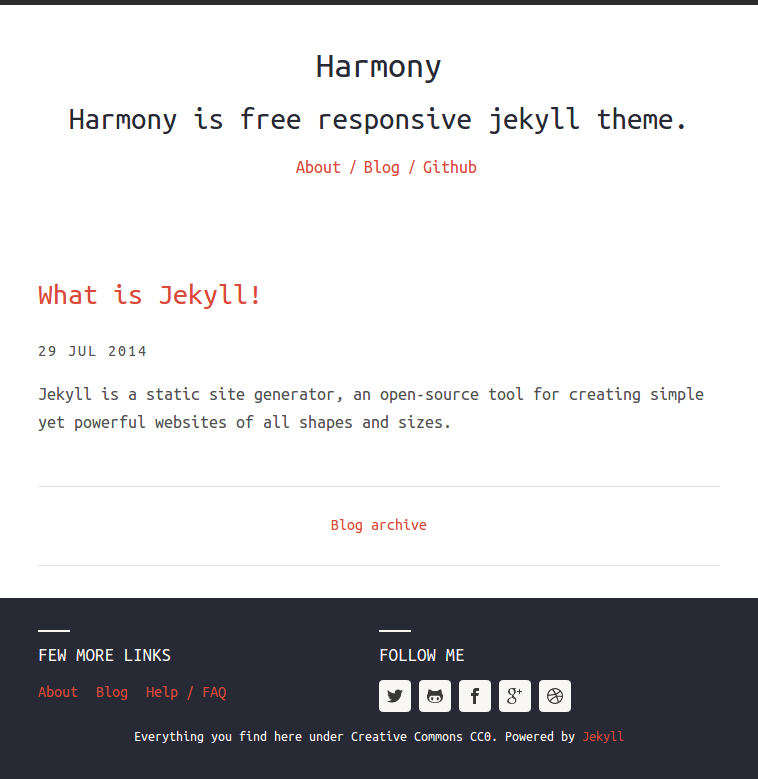 Harmony
Harmony is free responsive jekyll theme.
About / Blog / Github
What is Jekyll!
29 JUL 2014
Jekyll is a static site generator, an open-source tool for creating simple
yet powerful websites of all shapes and sizes.
Blog archive
FEW MORE LINKS
About Blog Help / FAQ
FOLLOW ME
Everything you find here under Creative Commons CC0. Powered by Jekyll